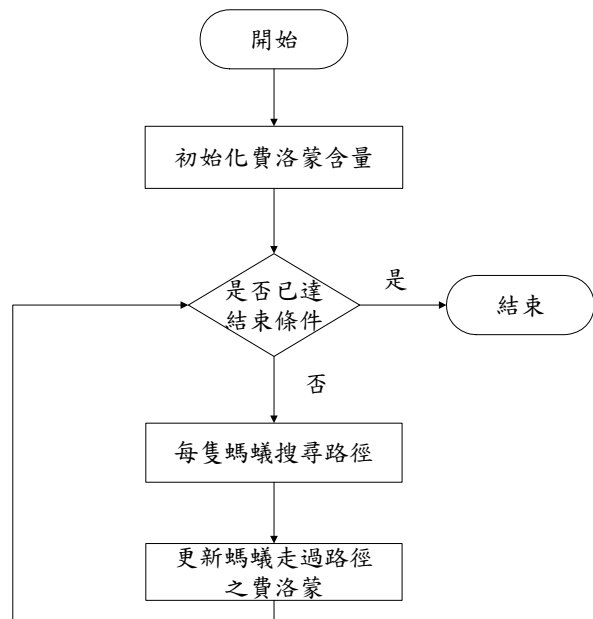 開始
初始化費洛蒙含量
是否已達
結束條件
是
結束
否
每隻螞蟻搜尋路徑
更新螞蟻走過路徑
之費洛蒙